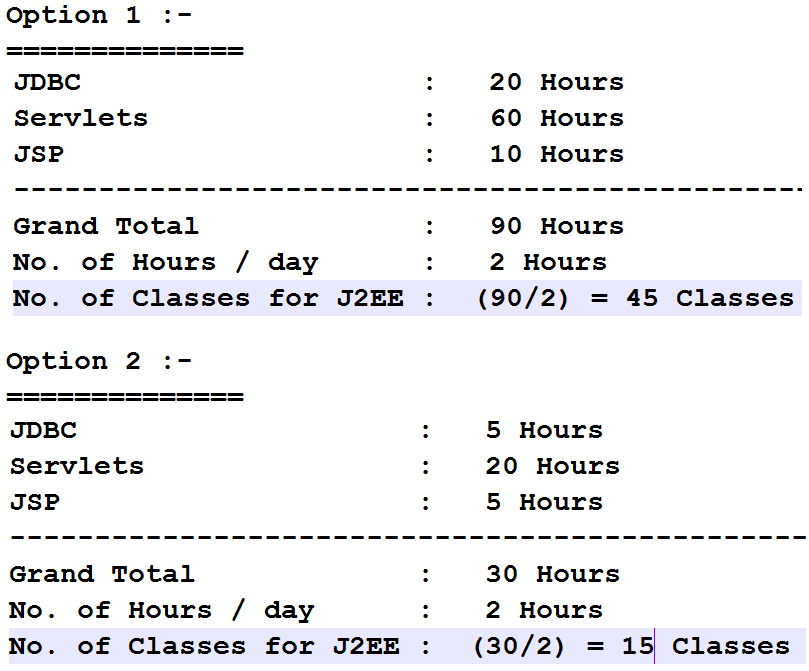 Option 1 :-
==============
JDBC : 20 Hours
Servlets : 60 Hours
JSP : 10 Hours
-----------------------------------------------
Grand Total : 90 Hours
No. of Hours / day : 2 Hours
No. of Classes for J2EE : (90/2) = 45 Classes
Option 2 :-
==============
JDBC : 5 Hours
Servlets : 20 Hours
JSP : 5 Hours
-----------------------------------------------
Grand Total : 30 Hours
No. of Hours / day : 2 Hours
No. of Classes for J2EE : (30/2) = 15 Classes